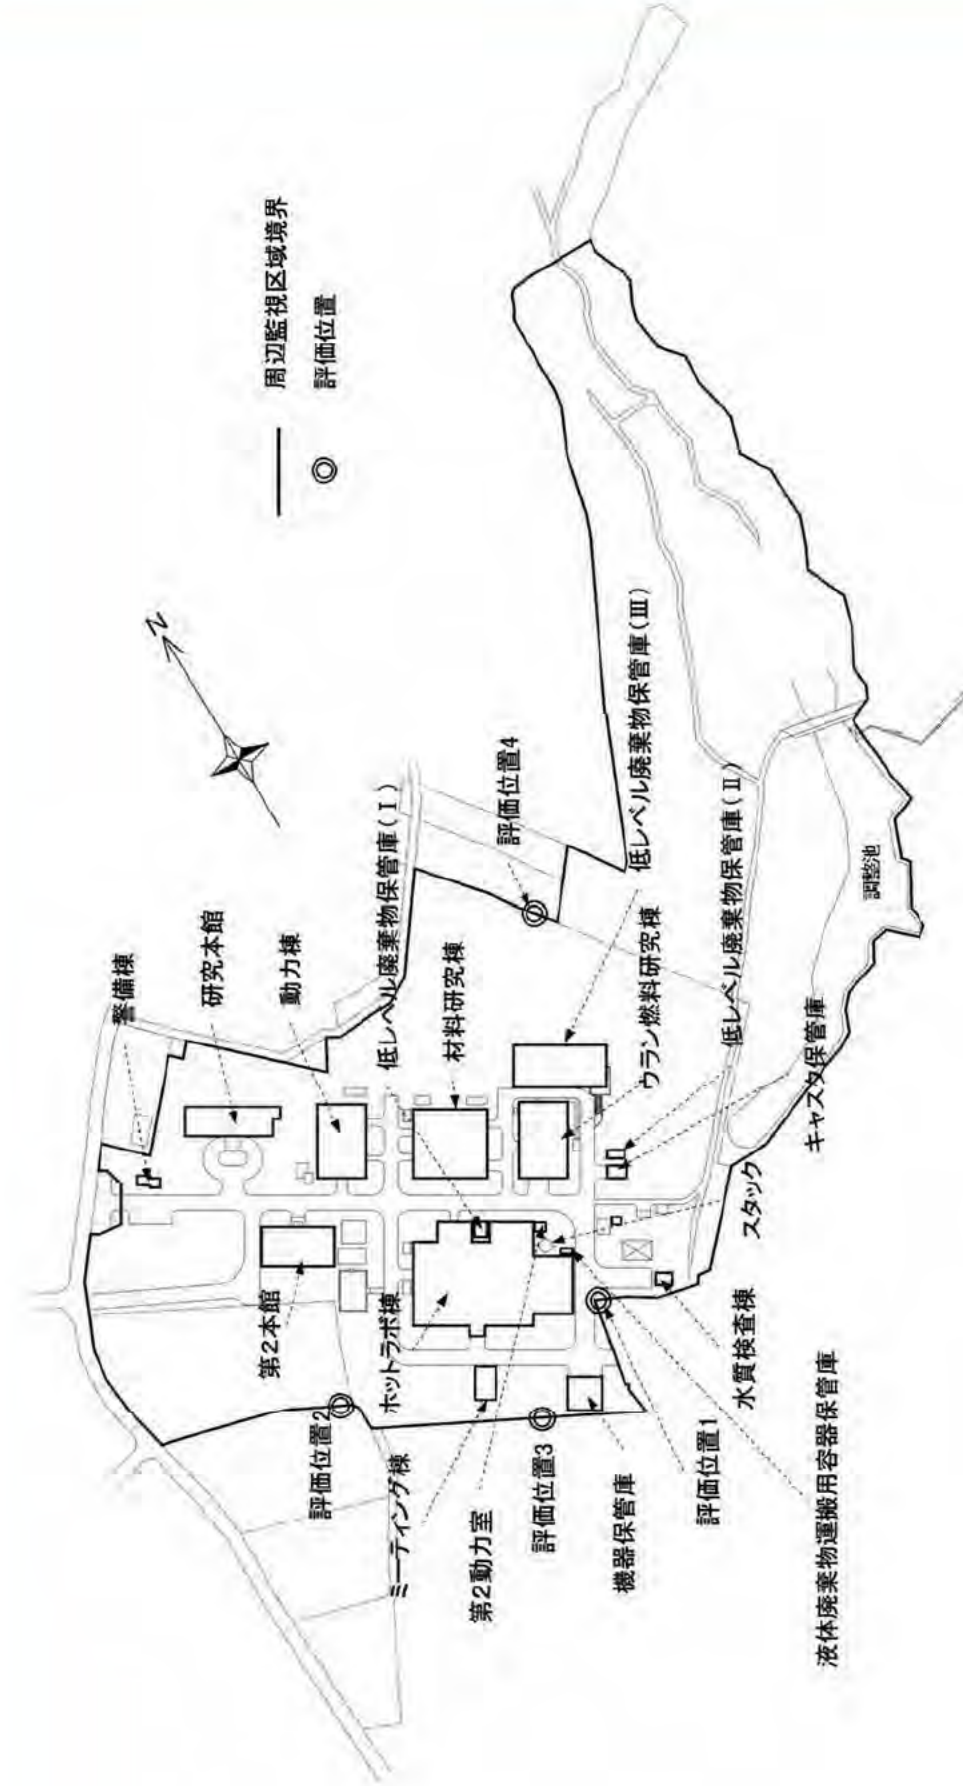 周辺監視区域境界
評価位置
N
警備棟
研究本館
動力棟
低レベル廃棄物保管庫(Ⅰ)
材料研究棟
評価位置4
低レベル廃棄物保管庫(Ⅲ)
ウラン燃料研究棟
低レベル廃棄物保管庫(Ⅱ)
キャスク保管庫
調整池
スタック
第2本館
ホットラボ棟
水質検査棟
評価位置2
ミーティング棟
第2動力室
評価位置3
機器保管庫
評価位置1
液体廃棄物運搬用容器保管庫